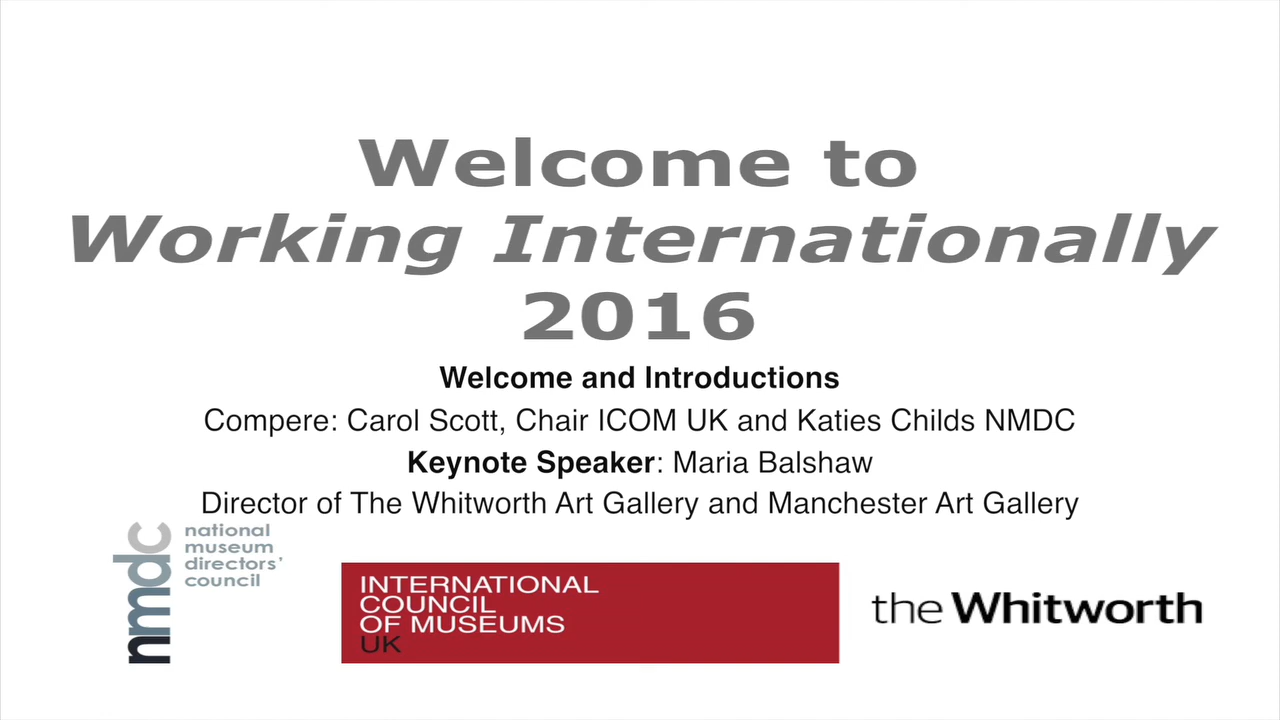 Welcome to
Working Internationally
2016
Welcome and Introductions
Compere: Carol Scott, Chair ICOM UK and Katies Childs NMDC
Keynote Speaker: Maria Balshaw
Director of The Whitworth Art Gallery and Manchester Art Gallery
nmdc
national
museum
directors'
council
INTERNATIONAL
COUNCIL
OF MUSEUMS
UK
the Whitworth